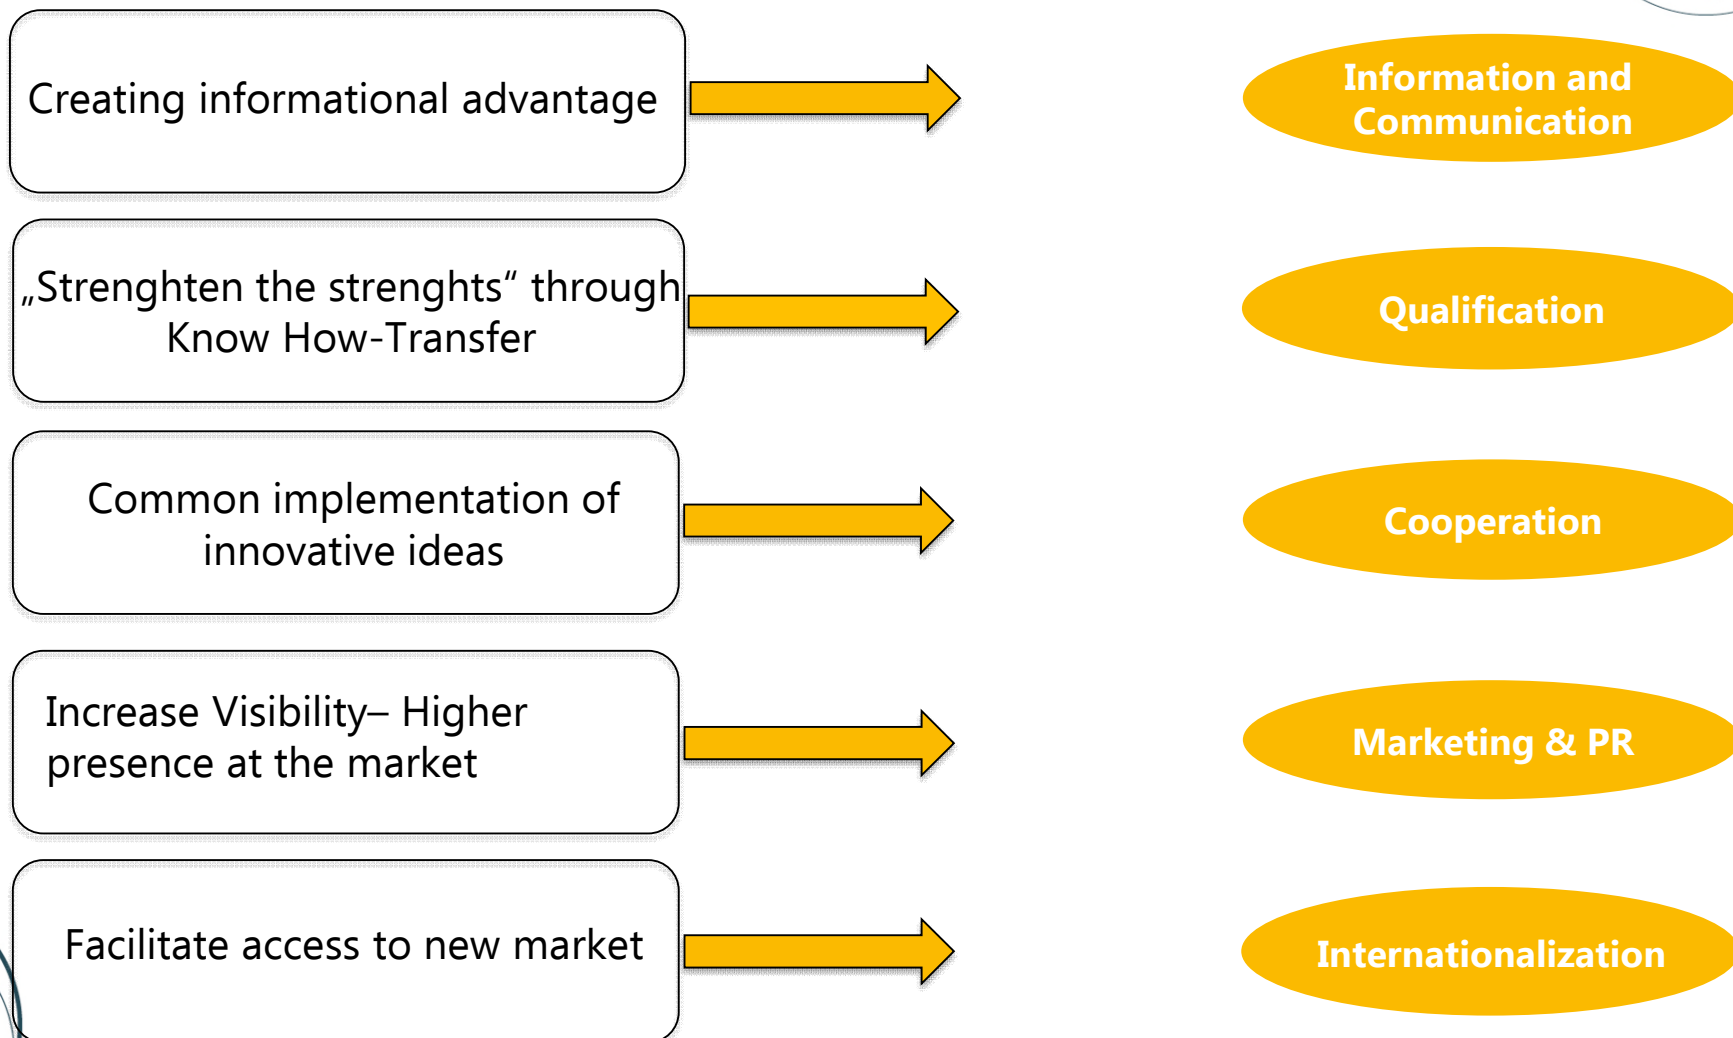 Creating informational advantage
Information and
Communication
„Strenghten the strenghts“ through
Know How-Transfer
Qualification
Common implementation of
innovative ideas
Cooperation
Increase Visibility– Higher
presence at the market
Marketing & PR
Facilitate access to new market
Internationalization